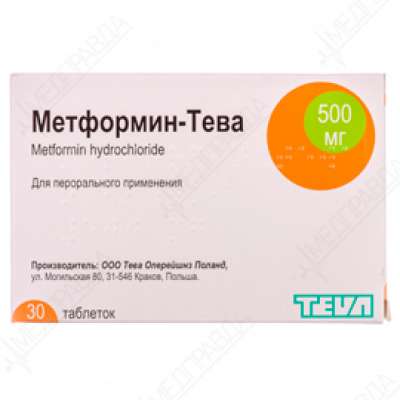 Метформин-Тева
Metformin hydrochloride
Для перорального применения
500
мг
Производитель: ООО Тева Оперейшнз Поланд,
ул. Могильская 80, 31-546 Краков, Польша.
30 таблеток
TEVA
МЕДПРАВДА